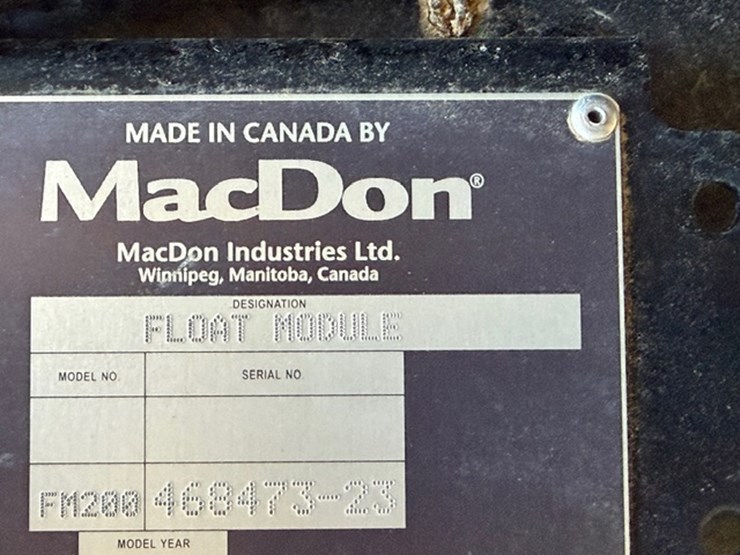 MADE IN CANADA BY
MacDon®
MacDon Industries Ltd.
Winnipeg, Manitoba, Canada
DESIGNATION
FLOAT MODULE
MODEL NO. SERIAL NO.
FM200 468473-23
MODEL YEAR